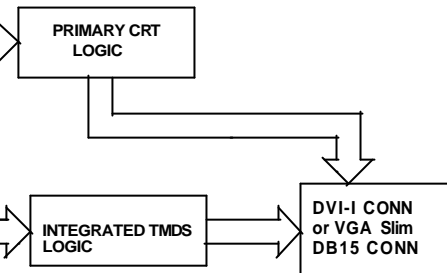 PRIMARY CRT
LOGIC
INTEGRATED TMDS
LOGIC
DVI-I CONN
or VGA Slim
DB15 CONN